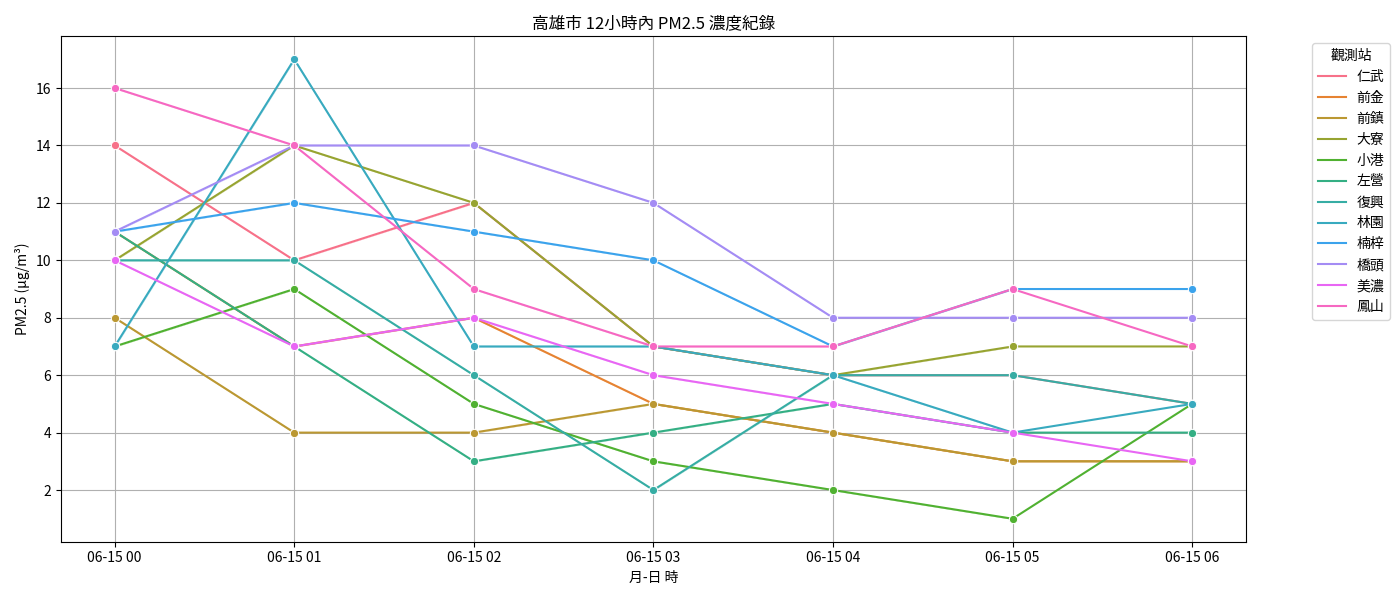 高雄市 12小時內 PM2.5 濃度紀錄
PM2.5 (μg/m³)
16
14
12
10
8
6
4
2
06-15 00
06-15 01
06-15 02
06-15 03
06-15 04
06-15 05
06-15 06
月-日 時
觀測站
仁武
前金
前鎮
大寮
小港
左營
復興
林園
楠梓
橋頭
美濃
鳳山